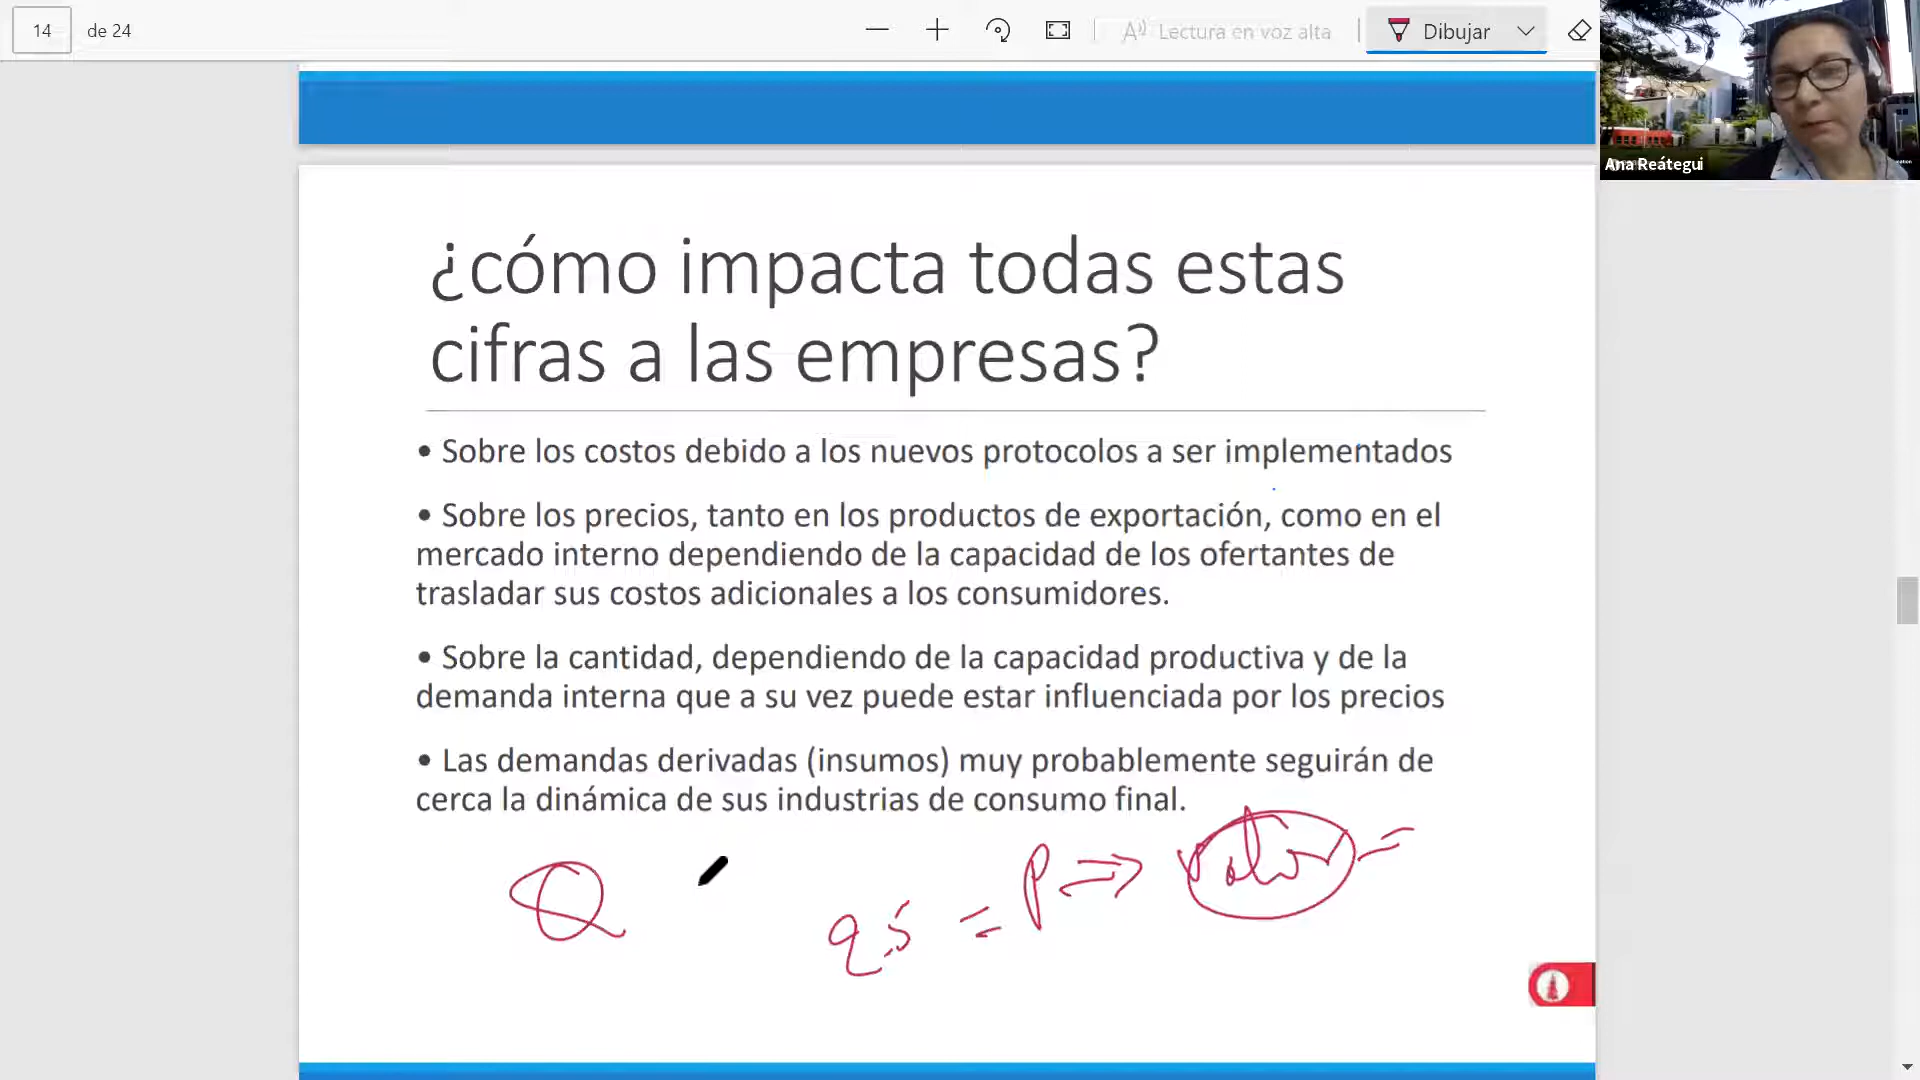 14 de 24
Lectura en voz alta
Dibujar
Ana Reátegui
¿cómo impacta todas estas
cifras a las empresas?
• Sobre los costos debido a los nuevos protocolos a ser implementados
• Sobre los precios, tanto en los productos de exportación, como en el
mercado interno dependiendo de la capacidad de los ofertantes de
trasladar sus costos adicionales a los consumidores.
• Sobre la cantidad, dependiendo de la capacidad productiva y de la
demanda interna que a su vez puede estar influenciada por los precios
• Las demandas derivadas (insumos) muy probablemente seguirán de
cerca la dinámica de sus industrias de consumo final.
Q
= P ⇒ valor =